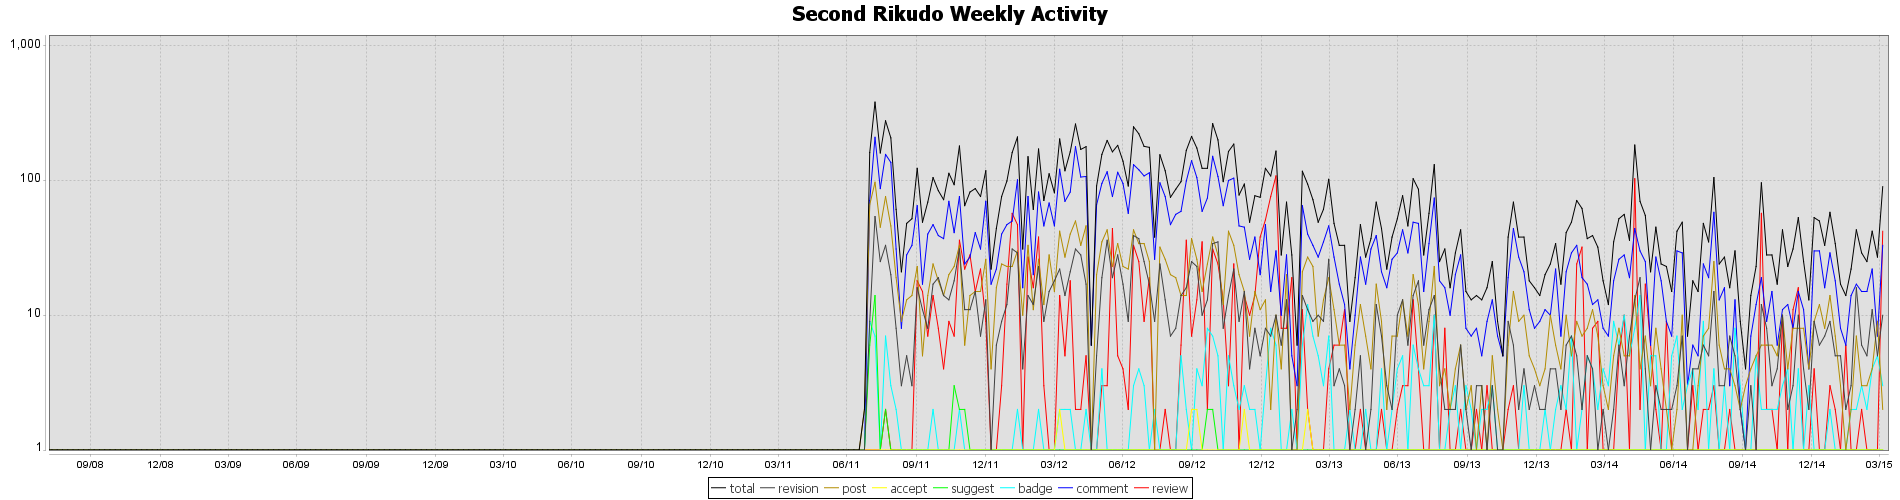 Second Rikudo Weekly Activity
1,000
100
10
1
09/08 12/08 03/09 06/09 09/09 12/09 03/10 06/10 09/10 12/10 03/11 06/11 09/11 12/11 03/12 06/12 09/12 12/12 03/13 06/13 09/13 12/13 03/14 06/14 09/14 12/14 03/15
total revision post accept suggest badge comment review